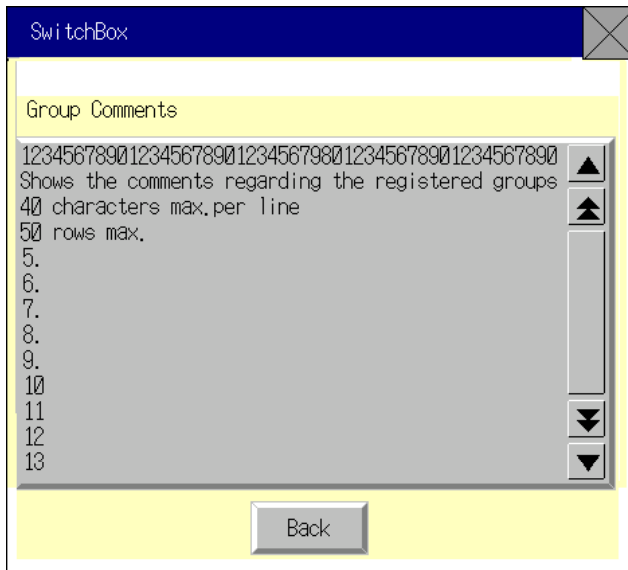 SwitchBox
Group Comments
12345678901234567890123456798012345678901234567890
Shows the comments regarding the registered groups
40 characters max.per line
50 rows max.
5.
6.
7.
8.
9.
10
11
12
13
Back